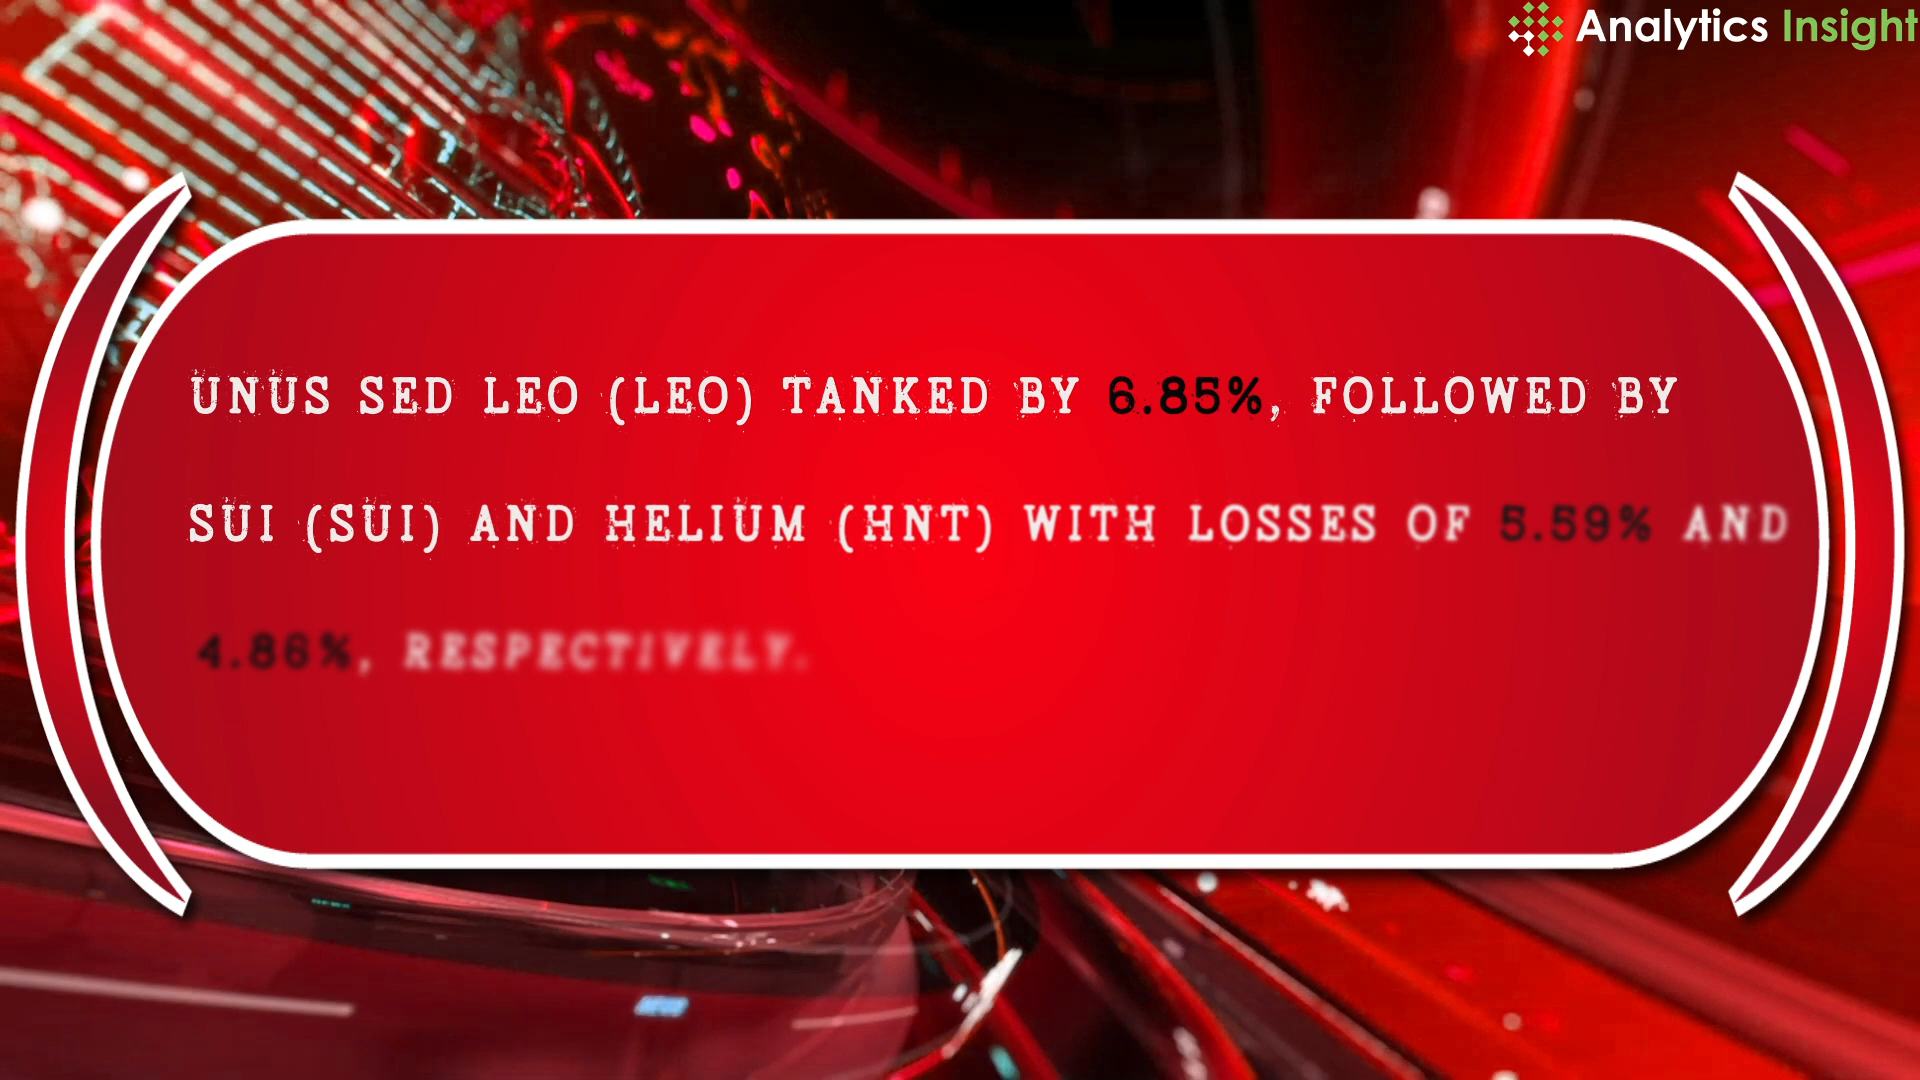 Analytics Insight
UNUS SED LEO (LEO) TANKED BY 6.85%, FOLLOWED BY
SUI (SUI) AND HELIUM (HNT) WITH LOSSES OF 5.59% AND
4.86%, RESPECTIVELY.